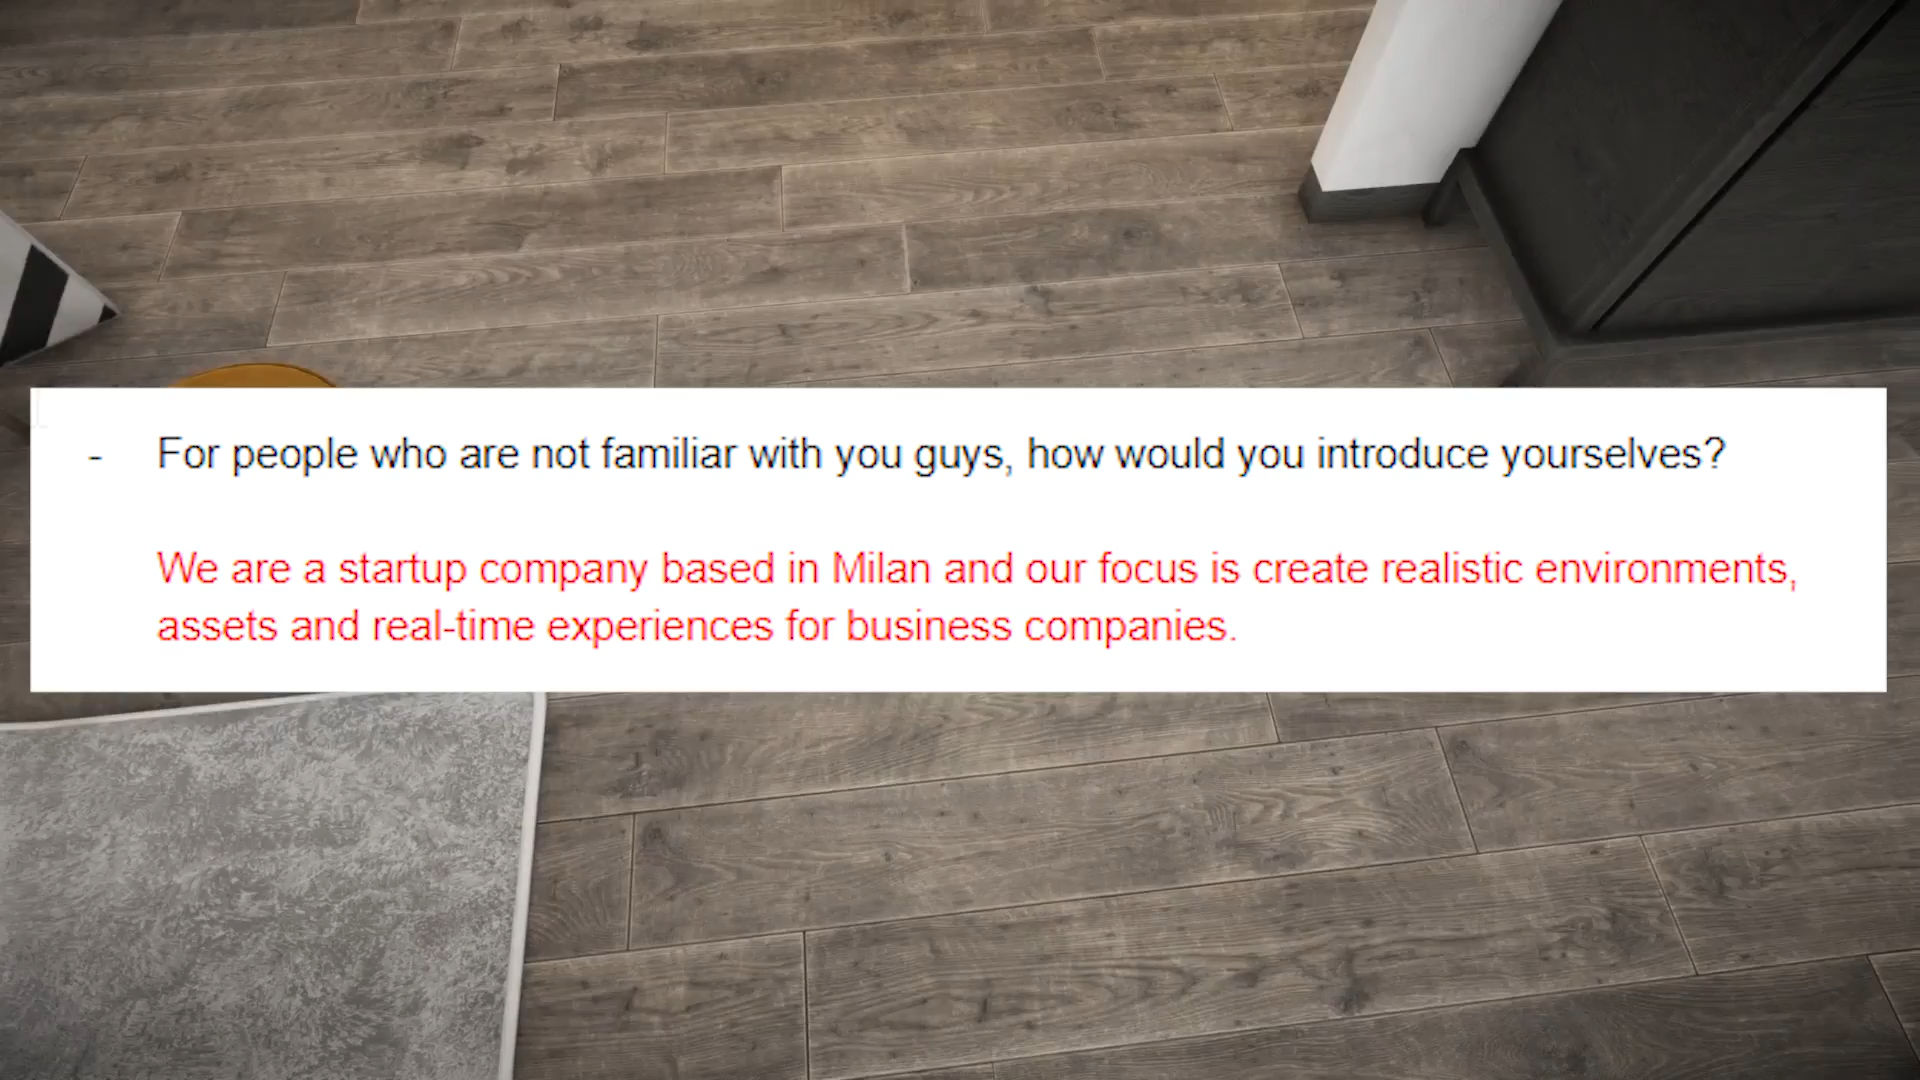 - For people who are not familiar with you guys, how would you introduce yourselves?
We are a startup company based in Milan and our focus is create realistic environments,
assets and real-time experiences for business companies.